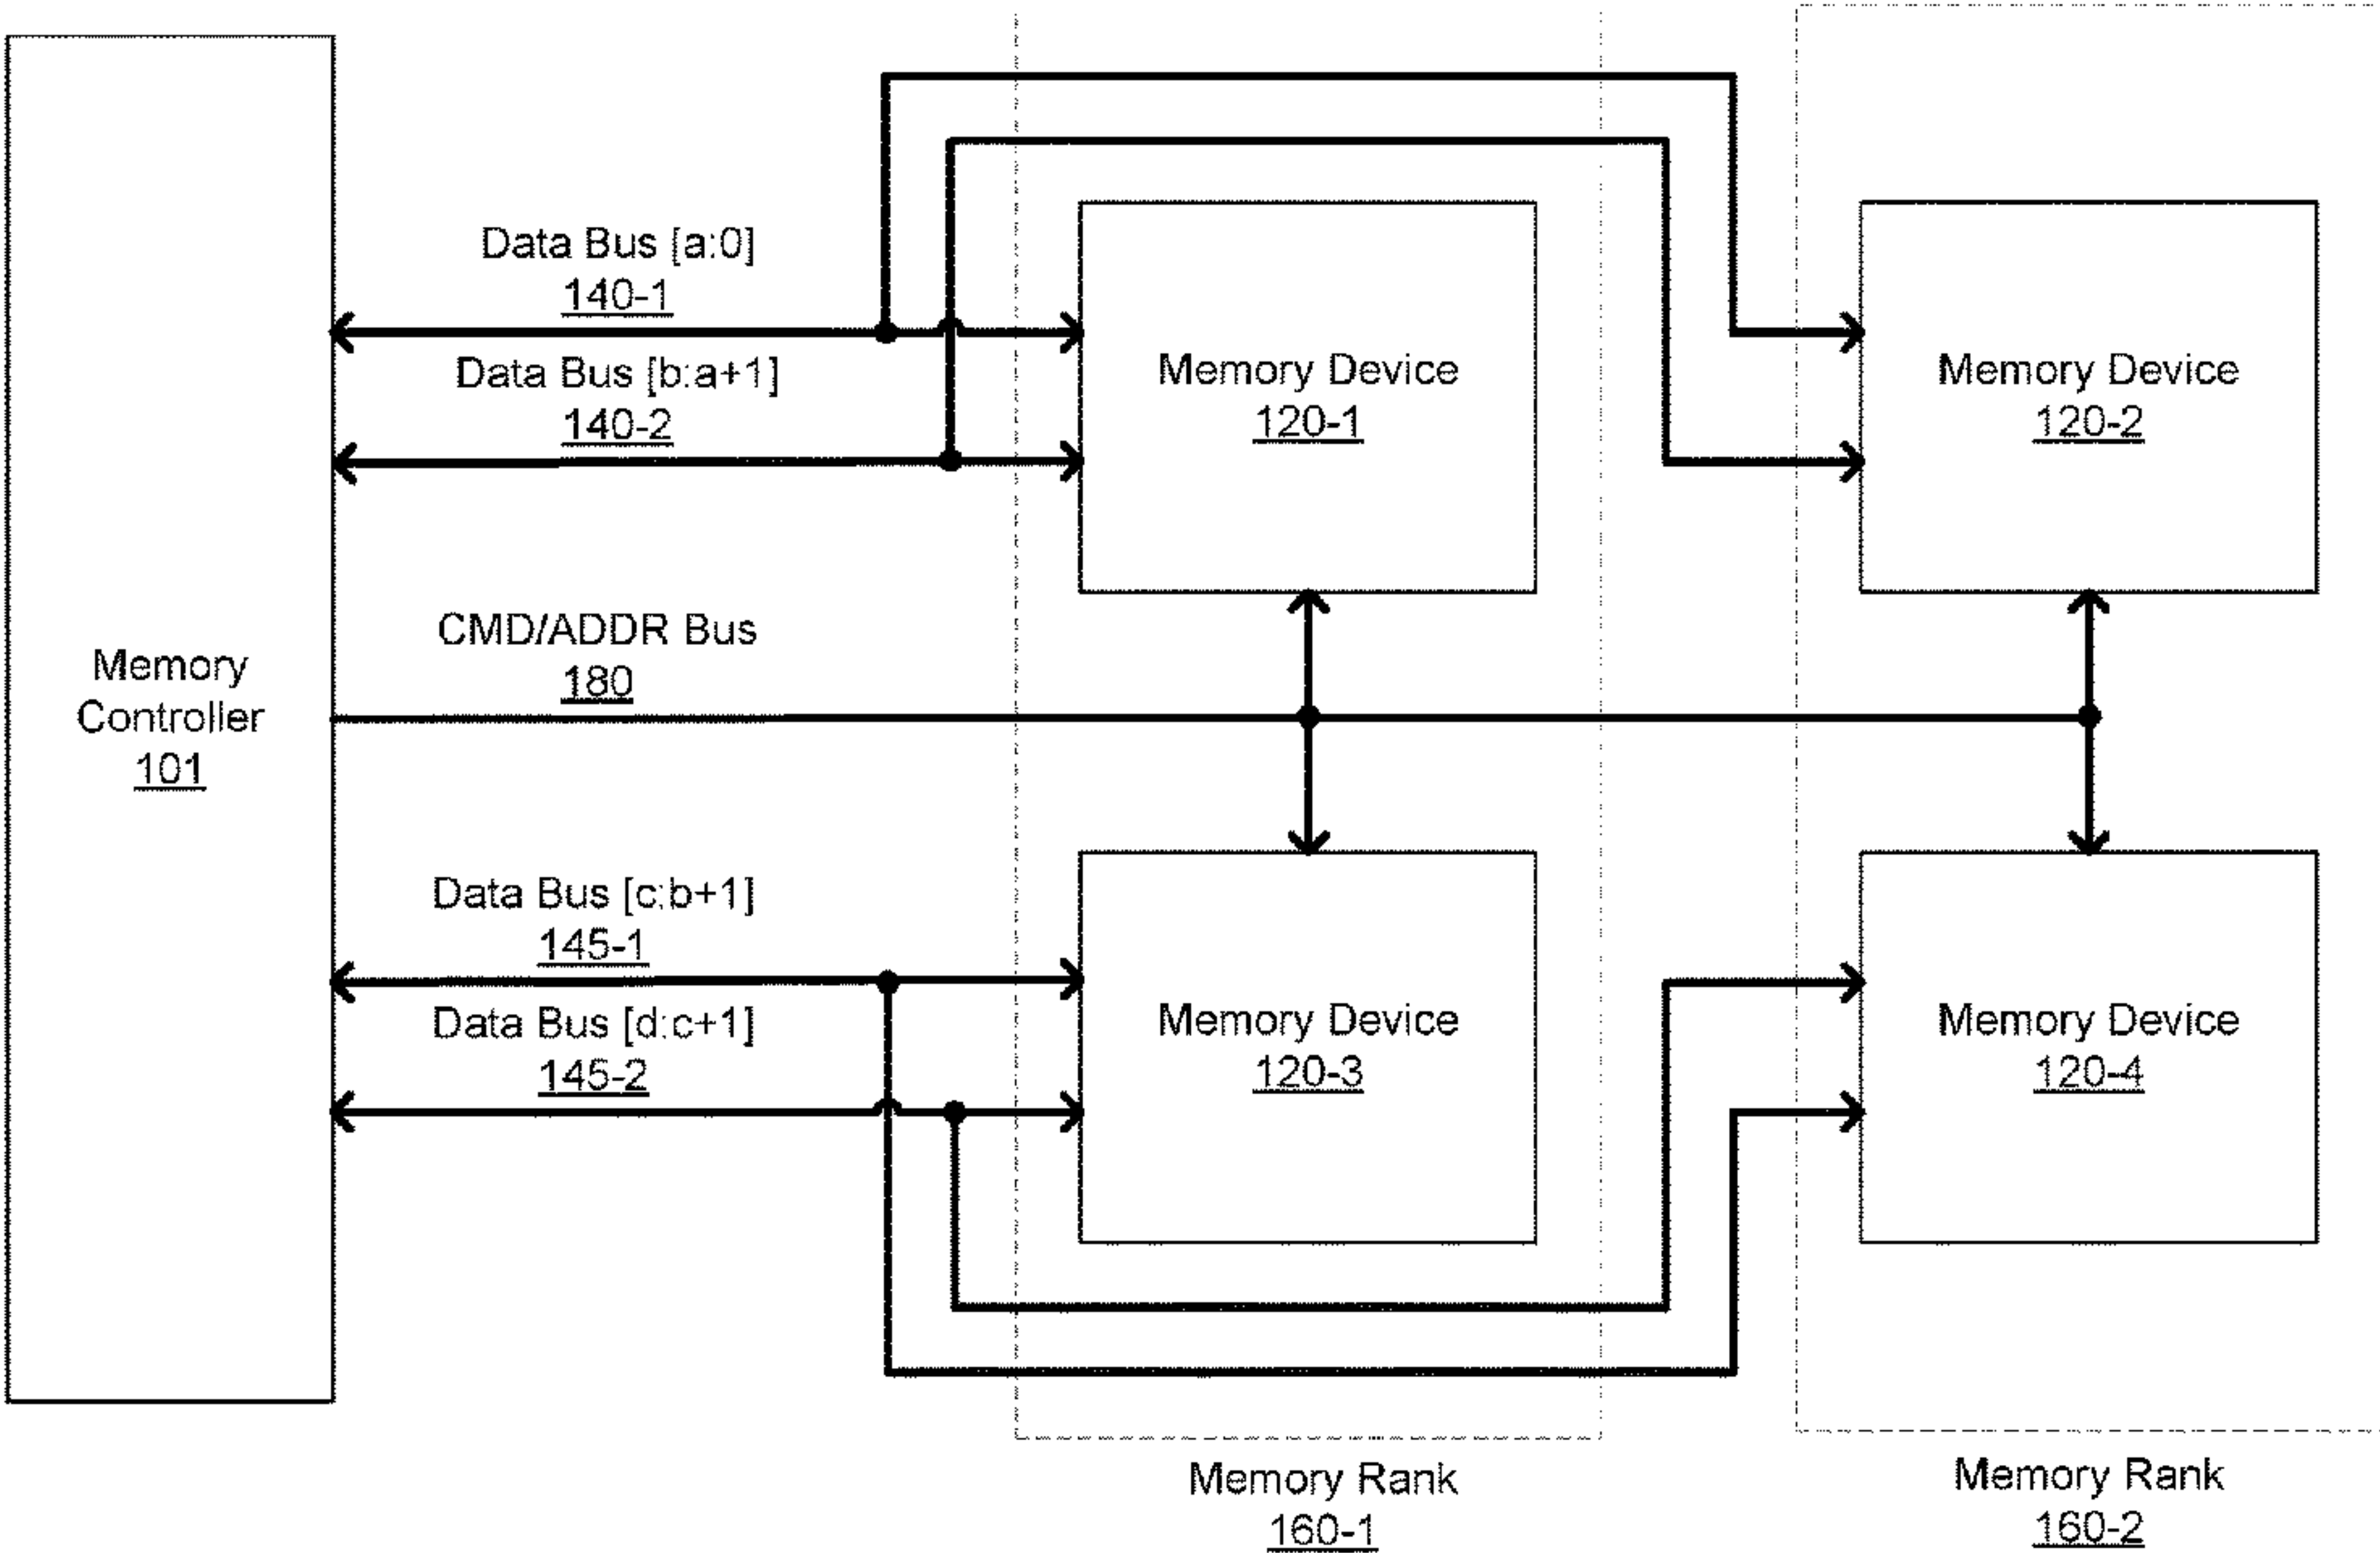 Data Bus [a:0]
140-1
Data Bus [b:a+1]
140-2
Memory Device
120-1
Memory Device
120-2
CMD/ADDR Bus
180
Memory
Controller
101
Data Bus [c:b+1]
145-1
Data Bus [d:c+1]
145-2
Memory Device
120-3
Memory Device
120-4
Memory Rank
160-1
Memory Rank
160-2